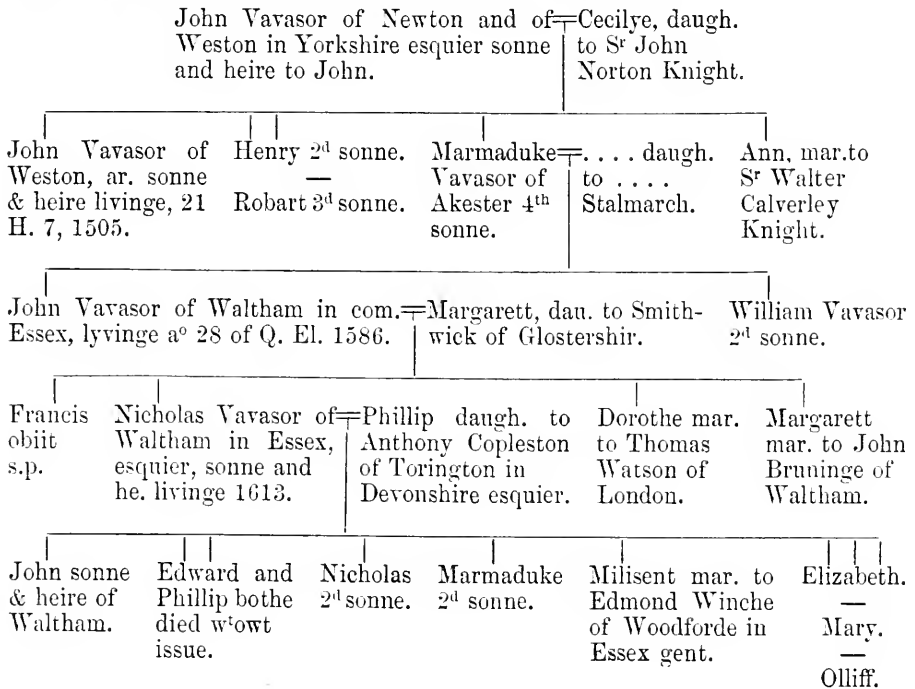 John Vavasor of Newton and of
Weston in Yorkshire esquier sonne
and heire to John.
Cecilye, daugh.
to Sʳ John
Norton Knight.
John Vavasor of
Weston, ar. sonne
& heire livinge, 21
H. 7, 1505.
Henry 2ᵈ sonne.
—
Robart 3ᵈ sonne.
Marmaduke
Vavasor of
Akester 4ᵗʰ
sonne.
. . . . daugh.
to . . . .
Stalmarch.
Ann, mar.to
Sʳ Walter
Calverley
Knight.
John Vavasor of Waltham in com.
Essex, lyvinge aº 28 of Q. El. 1586.
Margarett, dau. to Smith-
wick of Glostershir.
William Vavasor
2ᵈ sonne.
Francis
obiit
s.p.
Nicholas Vavasor of
Waltham in Essex,
esquier, sonne and
he. livinge 1613.
Phillip daugh. to
Anthony Copleston
of Torington in
Devonshire esquier.
Dorothe mar.
to Thomas
Watson of
London.
Margarett
mar. to John
Bruninge of
Waltham.
John sonne
& heire of
Waltham.
Edward and
Phillip bothe
died wᵗowt
issue.
Nicholas
2ᵈ sonne.
Marmaduke
2ᵈ sonne.
Milisent mar. to
Edmond Winche
of Woodforde in
Essex gent.
Elizabeth.
—
Mary.
—
Olliff.